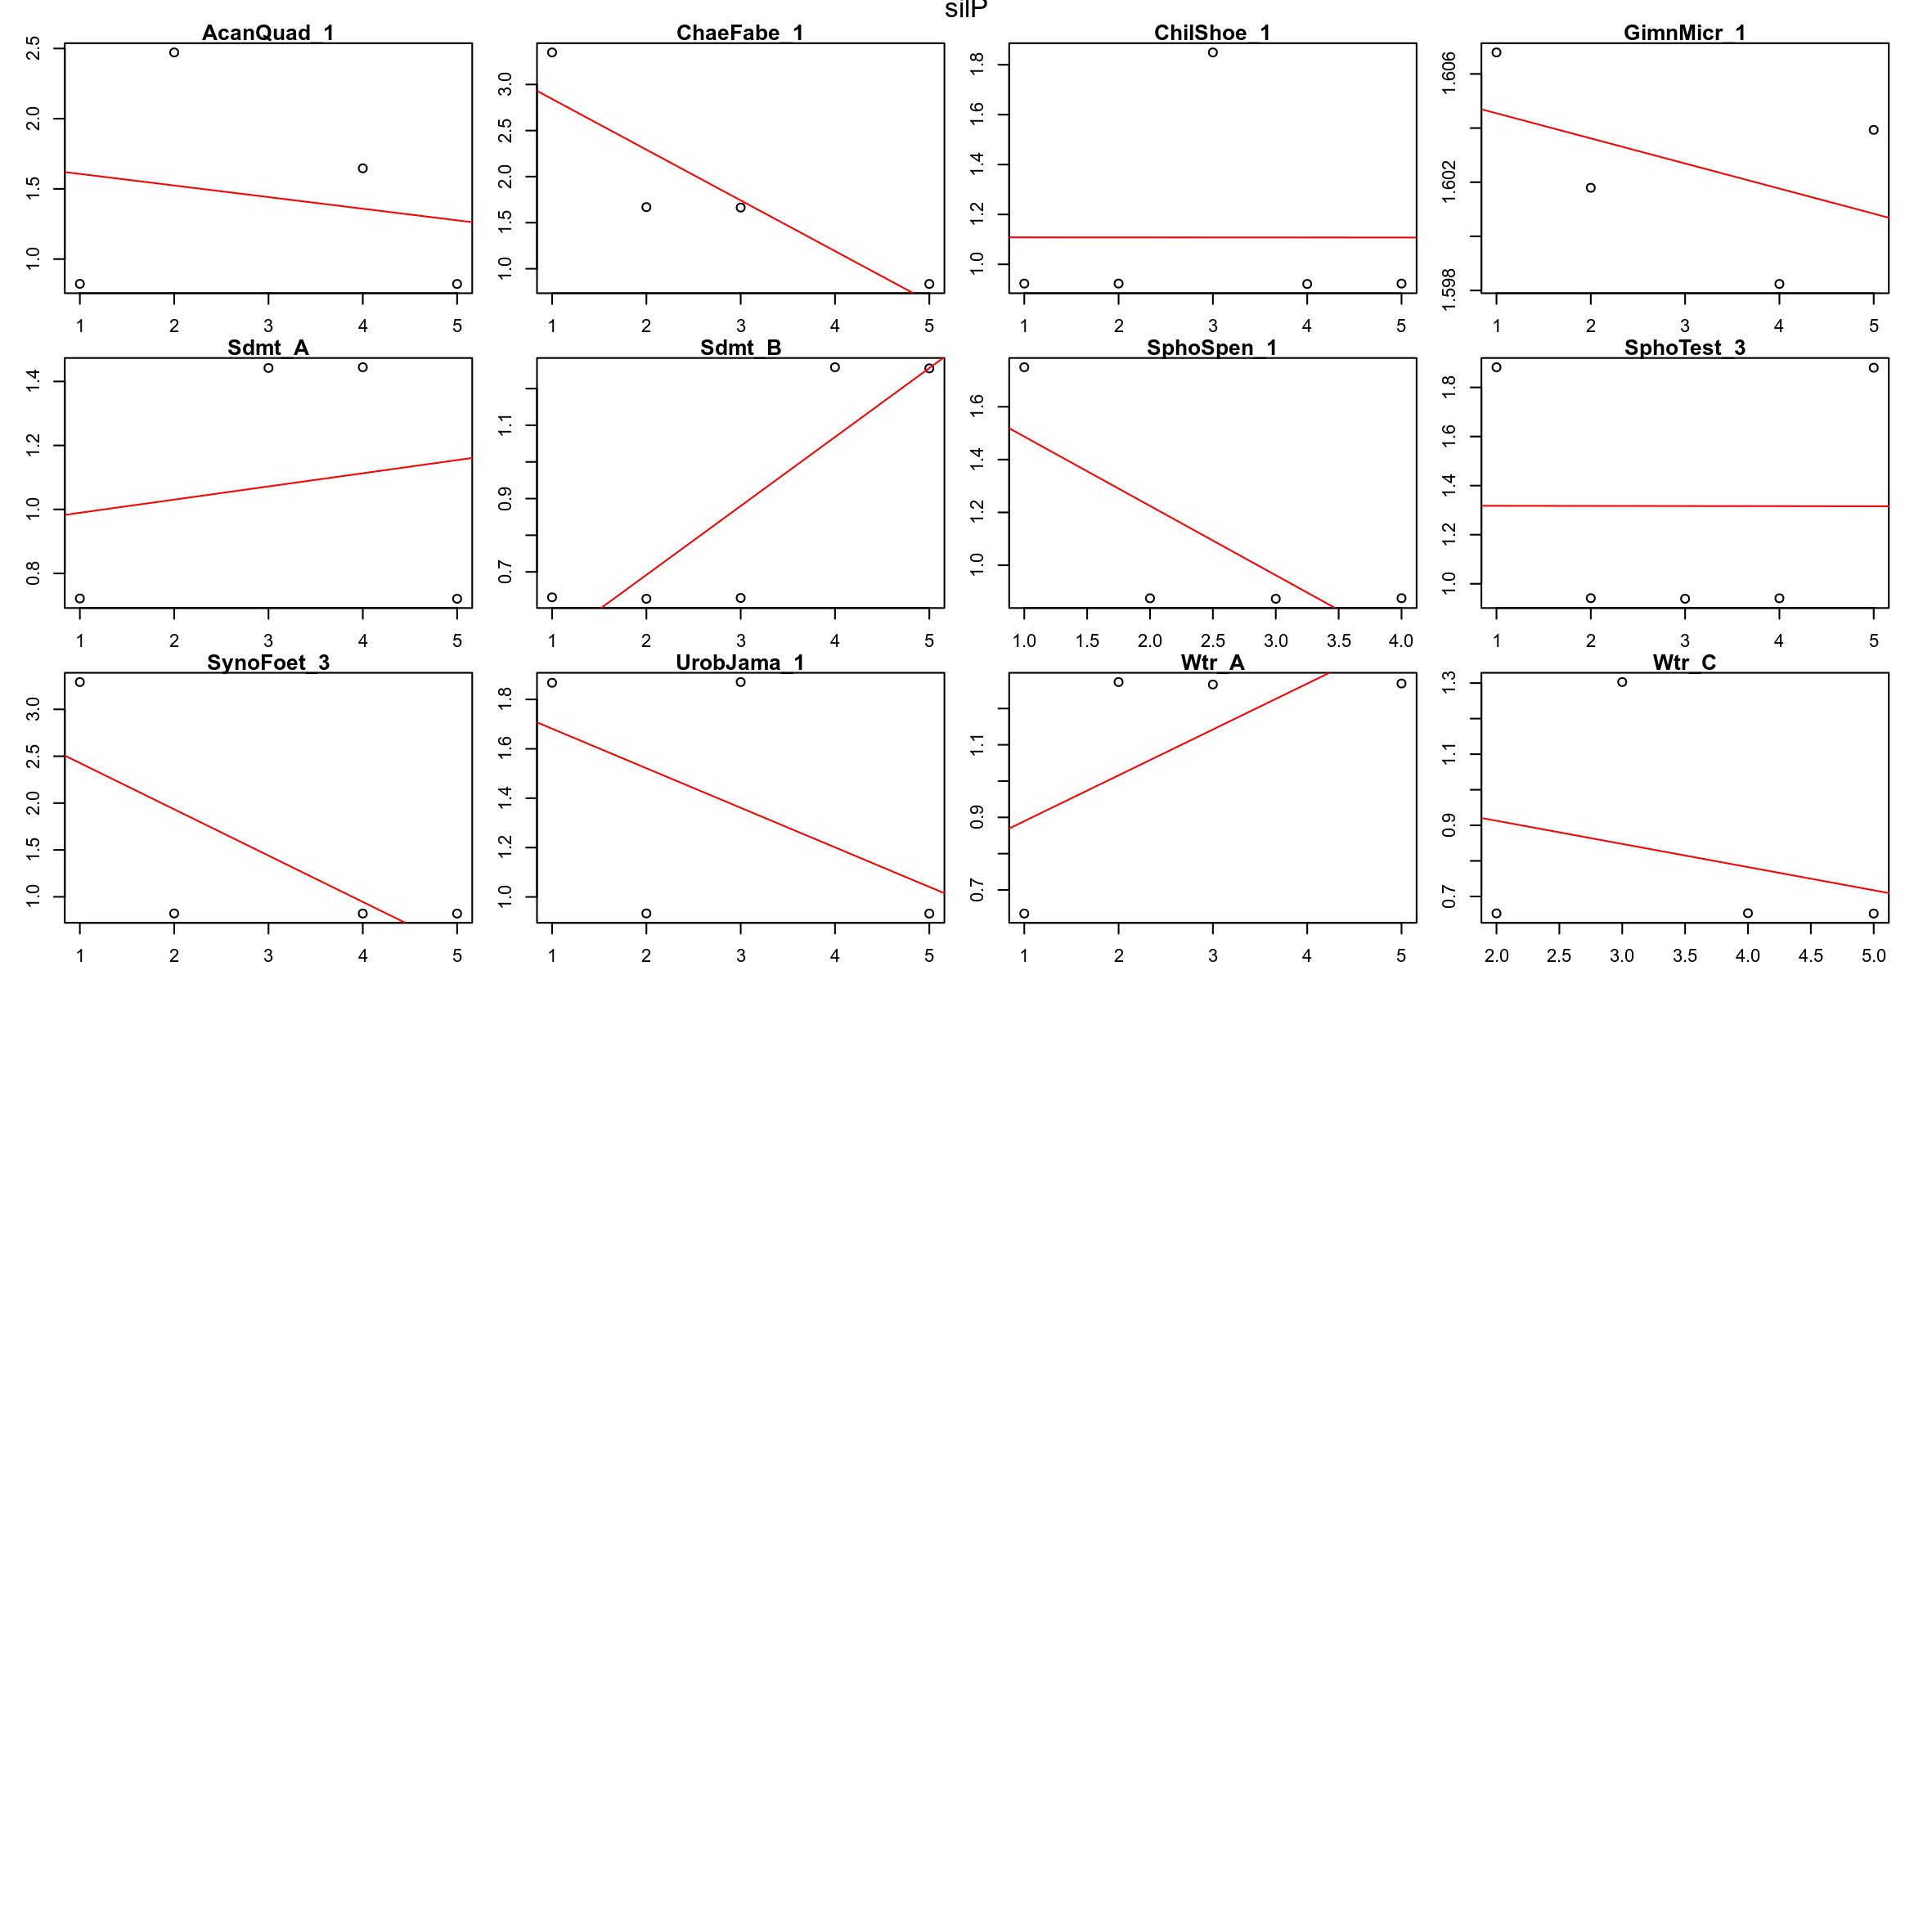 silP
AcanQuad_1 ChaeFabe_1 ChilShoe_1 GimnMicr_1
2.5 2.0 1.5 1.0
1 2 3 4 5
3.0 2.5 2.0 1.5 1.0
1 2 3 4 5
1.8 1.6 1.4 1.2 1.0
1 2 3 4 5
1.606 1.602 1.598
1 2 3 4 5
Sdmt_A Sdmt_B SphoSpen_1 SphoTest_3
1.4 1.2 1.0 0.8
1 2 3 4 5
1.1 0.9 0.7
1 2 3 4 5
1.6 1.4 1.2 1.0
1.0 1.5 2.0 2.5 3.0 3.5 4.0
1.8 1.6 1.4 1.2 1.0
1 2 3 4 5
SynoFoet_3 UrobJama_1 Wtr_A Wtr_C
3.0 2.5 2.0 1.5 1.0
1 2 3 4 5
1.8 1.6 1.4 1.2 1.0
1 2 3 4 5
1.1 0.9 0.7
1 2 3 4 5
1.3 1.1 0.9 0.7
2.0 2.5 3.0 3.5 4.0 4.5 5.0